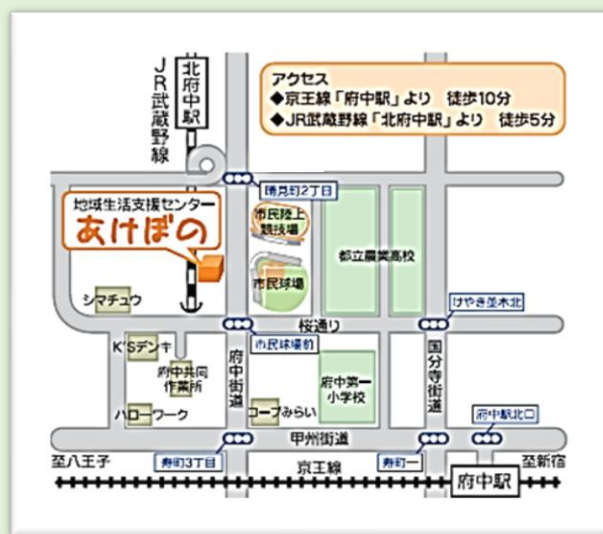 JR武蔵野線
北府中駅
アクセス
◆京王線「府中駅」より　徒歩10分
◆JR武蔵野線「北府中駅」より　徒歩5分
晴見町2丁目
地域生活支援センター
あけぼの
市民陸上
競技場
都立農業高校
市民球場
シマチュウ
けやき並木北
桜通り
市民球場前
K'Sデンキ
府中共同
作業所
府中街道
国分寺街道
府中第一
小学校
ハローワーク
コープみらい
府中駅北口
甲州街道
至八王子
寿町3丁目
京王線
寿町一
府中駅
至新宿